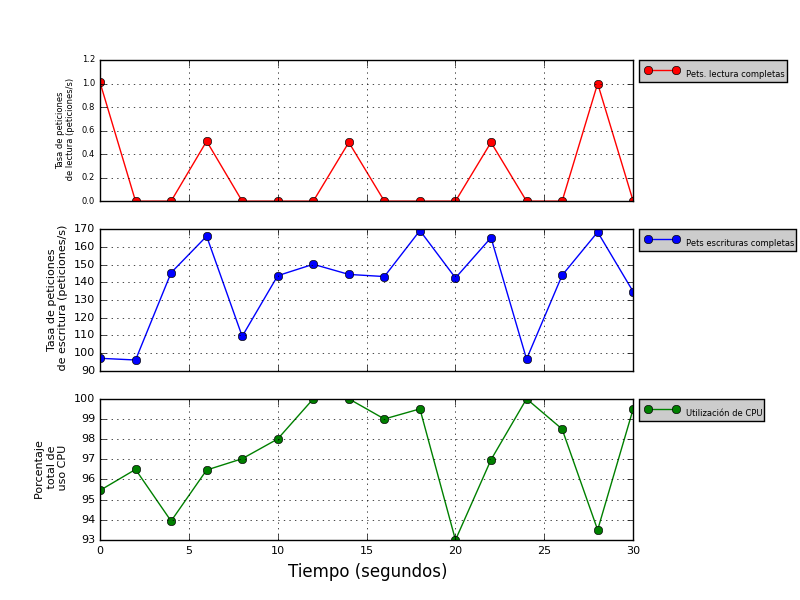 Tasa de peticiones
de lectura (peticiones/s)
1.2
1.0
0.8
0.6
0.4
0.2
0.0
Pets. lectura completas
Tasa de peticiones
de escritura (peticiones/s)
170
160
150
140
130
120
110
100
90
Pets escrituras completas
Porcentaje
total de
uso CPU
100
99
98
97
96
95
94
93
Utilización de CPU
0
5
10
15
20
25
30
Tiempo (segundos)